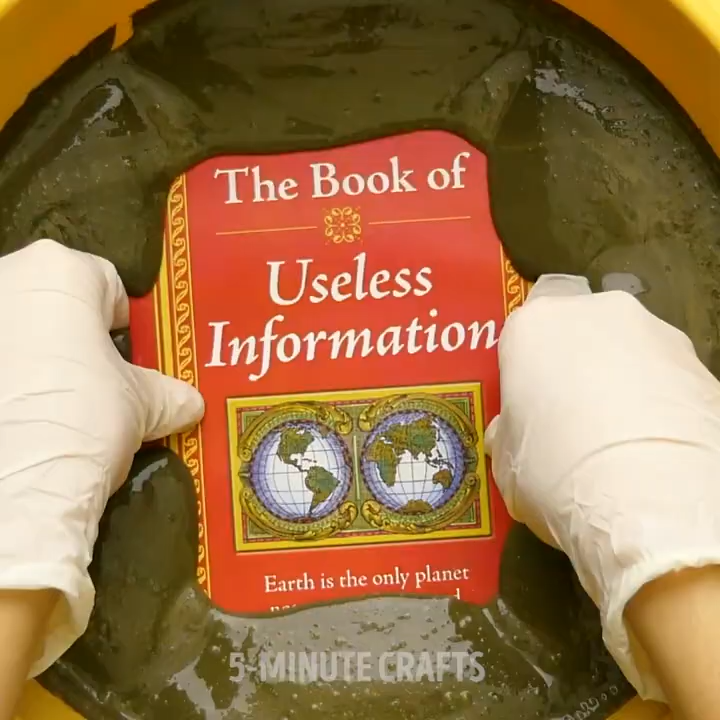 The Book of
Useless
Information
Earth is the only planet
5-MINUTE CRAFTS